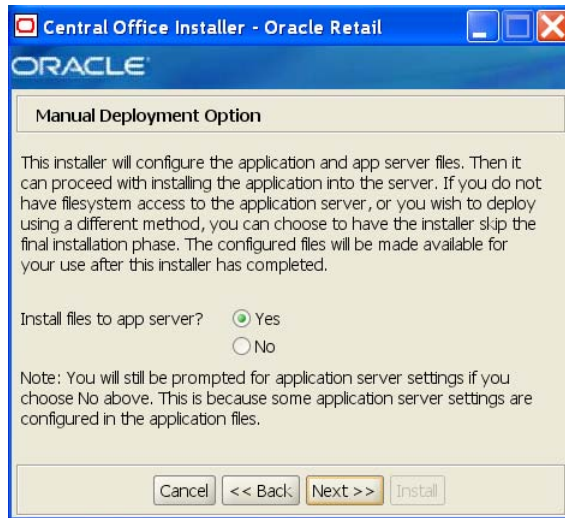 Central Office Installer - Oracle Retail
ORACLE
Manual Deployment Option
This installer will configure the application and app server files. Then it
can proceed with installing the application into the server. If you do not
have filesystem access to the application server, or you wish to deploy
using a different method, you can choose to have the installer skip the
final installation phase. The configured files will be made available for
your use after this installer has completed.
Install files to app server? Yes
No
Note: You will still be prompted for application server settings if you
choose No above. This is because some application server settings are
configured in the application files.
Cancel << Back Next >> Install